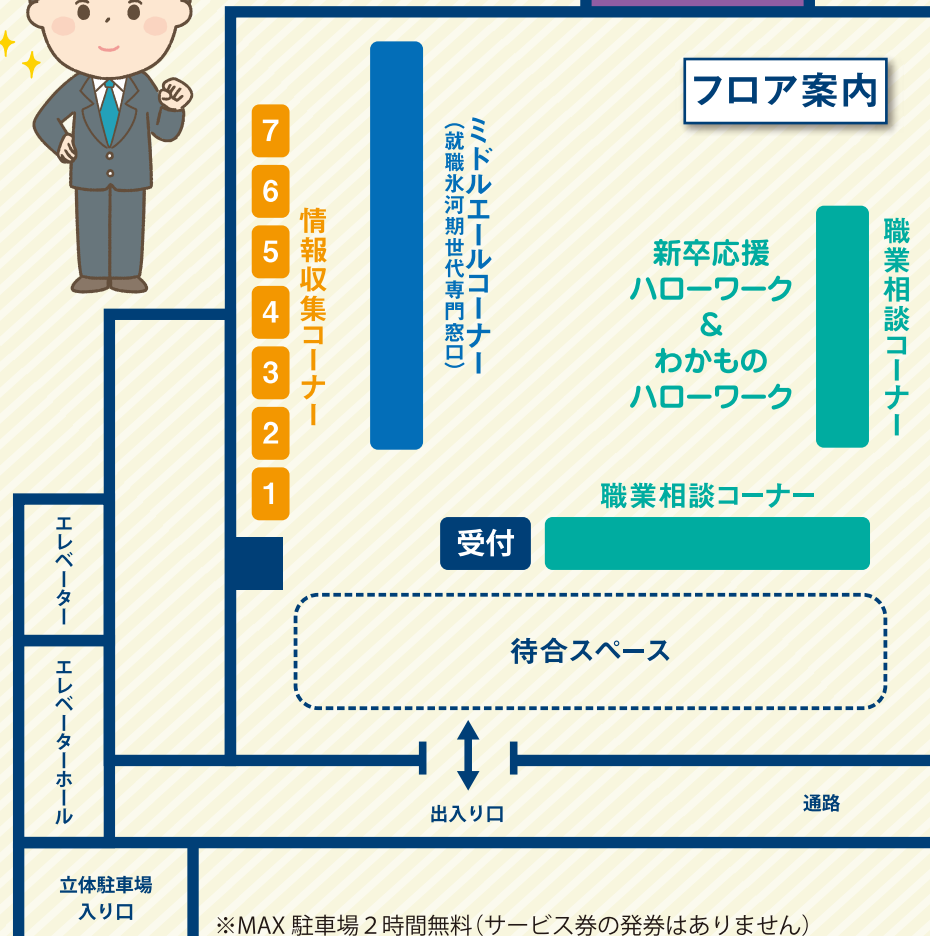 フロア案内
7
6
5
4
3
2
1
情報収集コーナー
ミドルエールコーナー
（就職氷河期世代専門窓口）
新卒応援
ハローワーク
&
わかもの
ハローワーク
職業相談コーナー
職業相談コーナー
受付
待合スペース
エレベーター
エレベーターホール
出入り口
通路
立体駐車場
入り口
※MAX 駐車場２時間無料（サービス券の発券はありません）